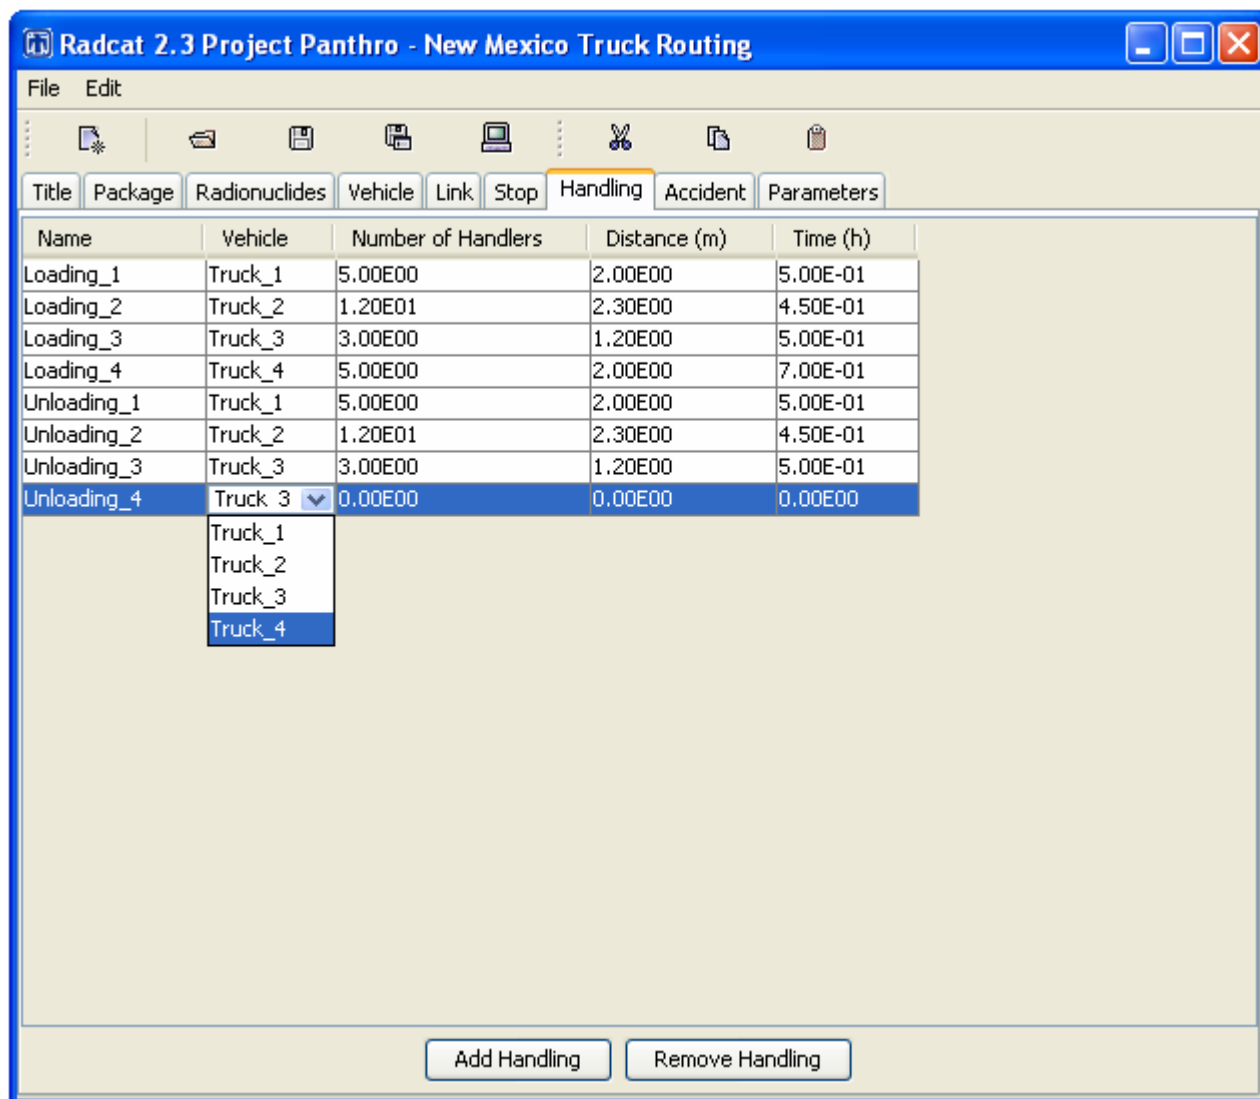 Radcat 2.3 Project Panthro - New Mexico Truck Routing
File Edit
Title Package Radionuclides Vehicle Link Stop Handling Accident Parameters
Name Vehicle Number of Handlers Distance (m) Time (h)
Loading_1 Truck_1 5.00E00 2.00E00 5.00E-01
Loading_2 Truck_2 1.20E01 2.30E00 4.50E-01
Loading_3 Truck_3 3.00E00 1.20E00 5.00E-01
Loading_4 Truck_4 5.00E00 2.00E00 7.00E-01
Unloading_1 Truck_1 5.00E00 2.00E00 5.00E-01
Unloading_2 Truck_2 1.20E01 2.30E00 4.50E-01
Unloading_3 Truck_3 3.00E00 1.20E00 5.00E-01
Unloading_4 Truck_3 0.00E00 0.00E00 0.00E00
Truck_1
Truck_2
Truck_3
Truck_4
Add Handling Remove Handling